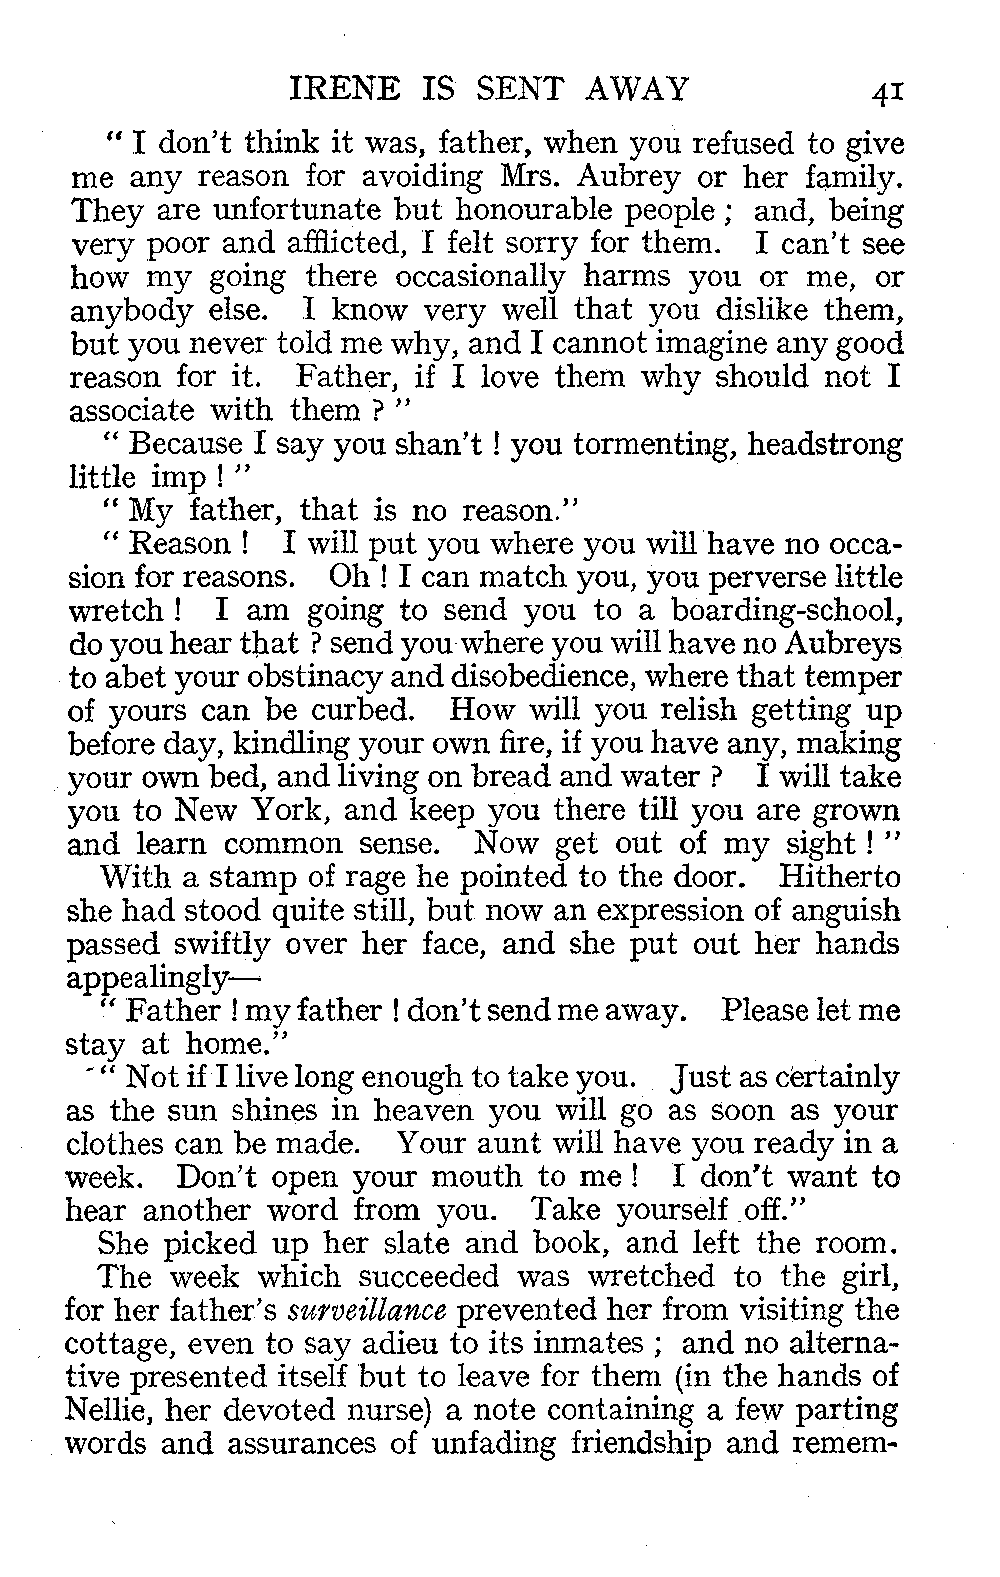 IRENE IS SENT AWAY 41
" I don't think it was, father, when you refused to give
me any reason for avoiding Mrs. Aubrey or her family.
They are unfortunate but honourable people ; and, being
very poor and afflicted, I felt sorry for them. I can't see
how my going there occasionally harms you or me, or
anybody else. I know very well that you dislike them,
but you never told me why, and I cannot imagine any good
reason for it. Father, if I love them why should not I
associate with them ? "
" Because I say you shan't ! you tormenting, headstrong
little imp ! "
" My father, that is no reason."
" Reason ! I will put you where you will have no occa-
sion for reasons. Oh ! I can match you, you perverse little
wretch ! I am going to send you to a boarding-school,
do you hear that ? send you where you will have no Aubreys
to abet your obstinacy and disobedience, where that temper
of yours can be curbed. How will you relish getting up
before day, kindling your own fire, if you have any, making
your own bed, and living on bread and water ? I will take
you to New York, and keep you there till you are grown
and learn common sense. Now get out of my sight ! "
With a stamp of rage he pointed to the door. Hitherto
she had stood quite still, but now an expression of anguish
passed swiftly over her face, and she put out her hands
appealingly—
" Father ! my father ! don't send me away. Please let me
stay at home."
" Not if I live long enough to take you. Just as certainly
as the sun shines in heaven you will go as soon as your
clothes can be made. Your aunt will have you ready in a
week. Don't open your mouth to me ! I don't want to
hear another word from you. Take yourself off."
She picked up her slate and book, and left the room.
The week which succeeded was wretched to the girl,
for her father's surveillance prevented her from visiting the
cottage, even to say adieu to its inmates ; and no alterna-
tive presented itself but to leave for them (in the hands of
Nellie, her devoted nurse) a note containing a few parting
words and assurances of unfading friendship and remem-